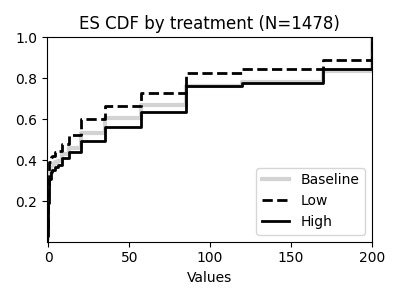 ES CDF by treatment (N=1478)
1.0
0.8
0.6
0.4
0.2
Baseline
Low
High
0 50 100 150 200
Values